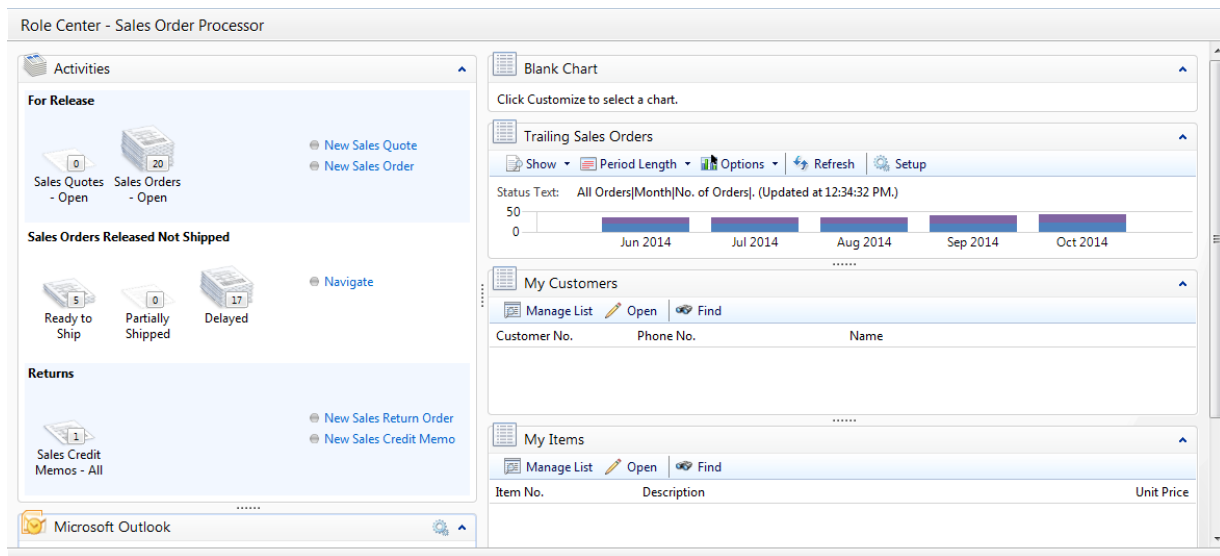 Role Center - Sales Order Processor
Activities
For Release
0
20
Sales Quotes - Open
Sales Orders - Open
New Sales Quote
New Sales Order
Sales Orders Released Not Shipped
5
0
17
Ready to Ship
Partially Shipped
Delayed
Navigate
Returns
1
Sales Credit Memos - All
New Sales Return Order
New Sales Credit Memo
Microsoft Outlook
Blank Chart
Click Customize to select a chart.
Trailing Sales Orders
Show Period Length Options Refresh Setup
Status Text: All Orders|Month|No. of Orders|. (Updated at 12:34:32 PM.)
50
0
Jun 2014 Jul 2014 Aug 2014 Sep 2014 Oct 2014
My Customers
Manage List Open Find
Customer No. Phone No. Name
My Items
Manage List Open Find
Item No. Description Unit Price